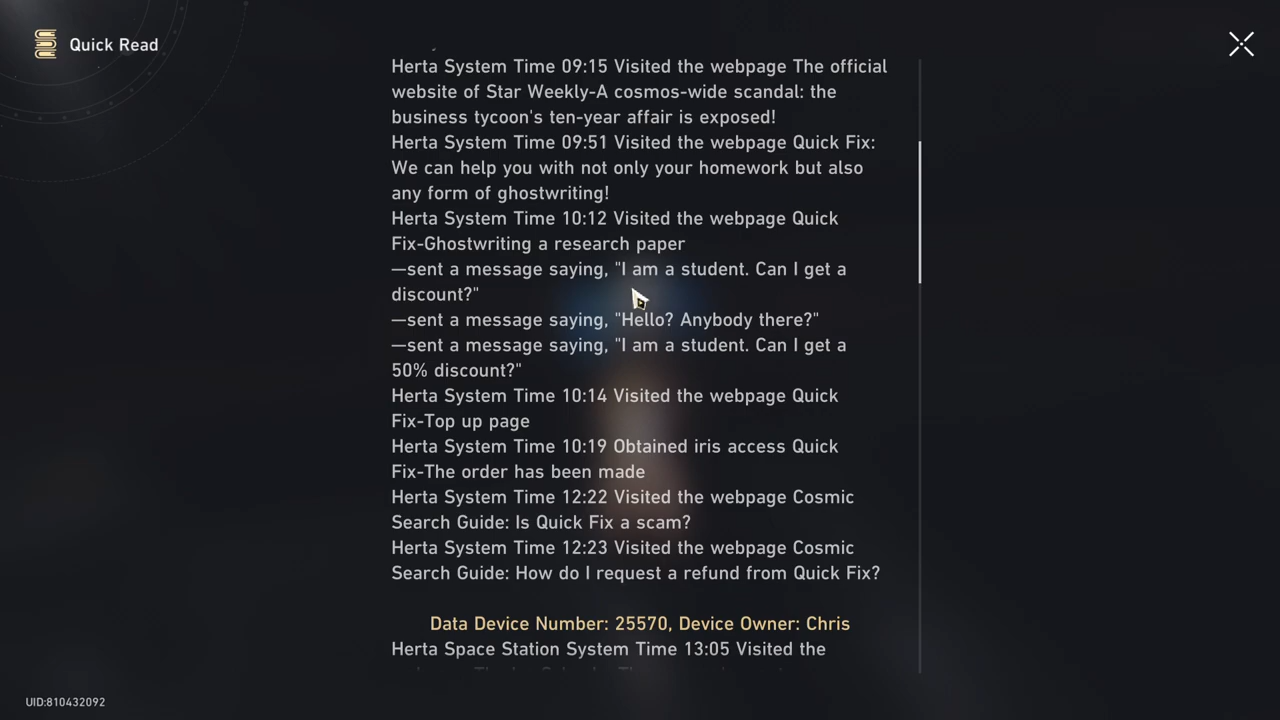 Quick Read
Herta System Time 09:15 Visited the webpage The official
website of Star Weekly-A cosmos-wide scandal: the
business tycoon's ten-year affair is exposed!
Herta System Time 09:51 Visited the webpage Quick Fix:
We can help you with not only your homework but also
any form of ghostwriting!
Herta System Time 10:12 Visited the webpage Quick
Fix-Ghostwriting a research paper
—sent a message saying, "I am a student. Can I get a
discount?"
—sent a message saying, "Hello? Anybody there?"
—sent a message saying, "I am a student. Can I get a
50% discount?"
Herta System Time 10:14 Visited the webpage Quick
Fix-Top up page
Herta System Time 10:19 Obtained iris access Quick
Fix-The order has been made
Herta System Time 12:22 Visited the webpage Cosmic
Search Guide: Is Quick Fix a scam?
Herta System Time 12:23 Visited the webpage Cosmic
Search Guide: How do I request a refund from Quick Fix?
Data Device Number: 25570, Device Owner: Chris
Herta Space Station System Time 13:05 Visited the
UID:810432092